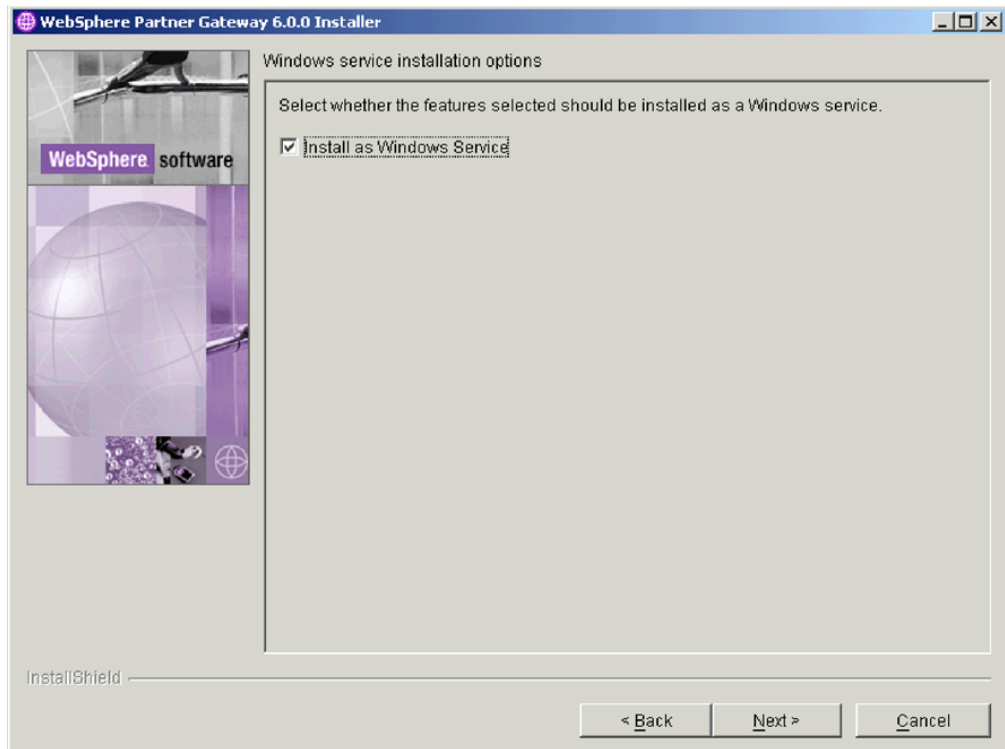 WebSphere Partner Gateway 6.0.0 Installer
Windows service installation options
Select whether the features selected should be installed as a Windows service.
Install as Windows Service
WebSphere software
InstallShield
< Back
Next >
Cancel